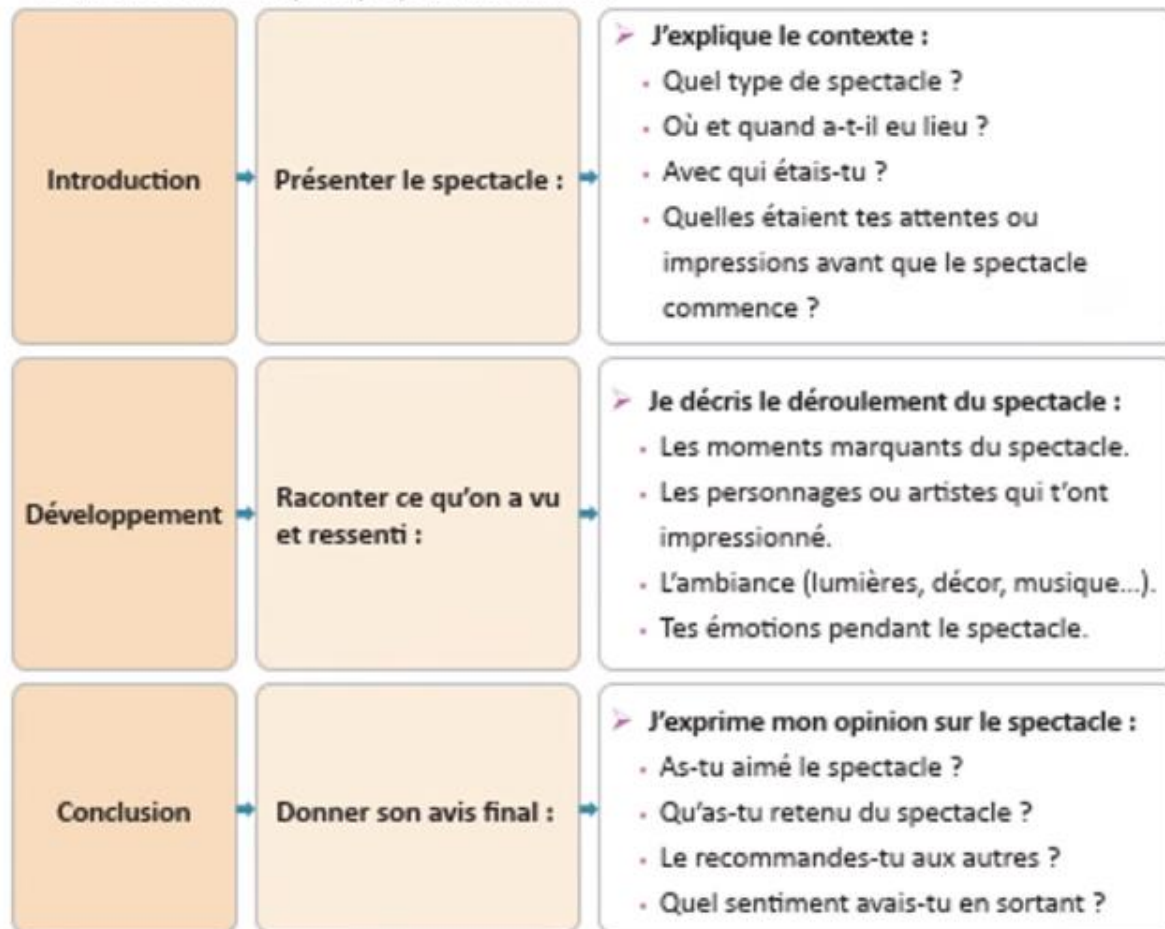 Introduction
Présenter le spectacle :
➤ J'explique le contexte :
• Quel type de spectacle ?
• Où et quand a-t-il eu lieu ?
• Avec qui étais-tu ?
• Quelles étaient tes attentes ou
impressions avant que le spectacle
commence ?
Développement
Raconter ce qu'on a vu
et ressenti :
➤ Je décris le déroulement du spectacle :
• Les moments marquants du spectacle.
• Les personnages ou artistes qui t'ont
impressionné.
• L'ambiance (lumières, décor, musique...).
• Tes émotions pendant le spectacle.
Conclusion
Donner son avis final :
➤ J'exprime mon opinion sur le spectacle :
• As-tu aimé le spectacle ?
• Qu'as-tu retenu du spectacle ?
• Le recommandes-tu aux autres ?
• Quel sentiment avais-tu en sortant ?